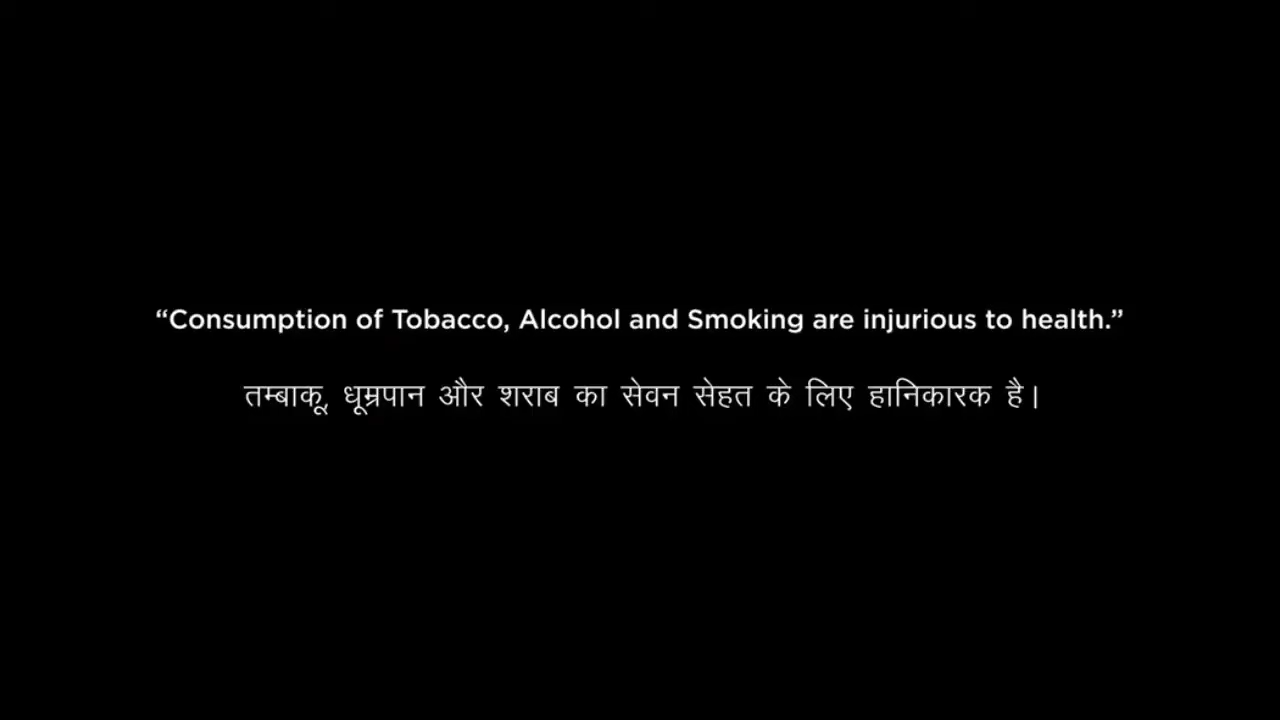 “Consumption of Tobacco, Alcohol and Smoking are injurious to health.”
तम्बाकू, धूम्रपान और शराब का सेवन सेहत के लिए हानिकारक है।